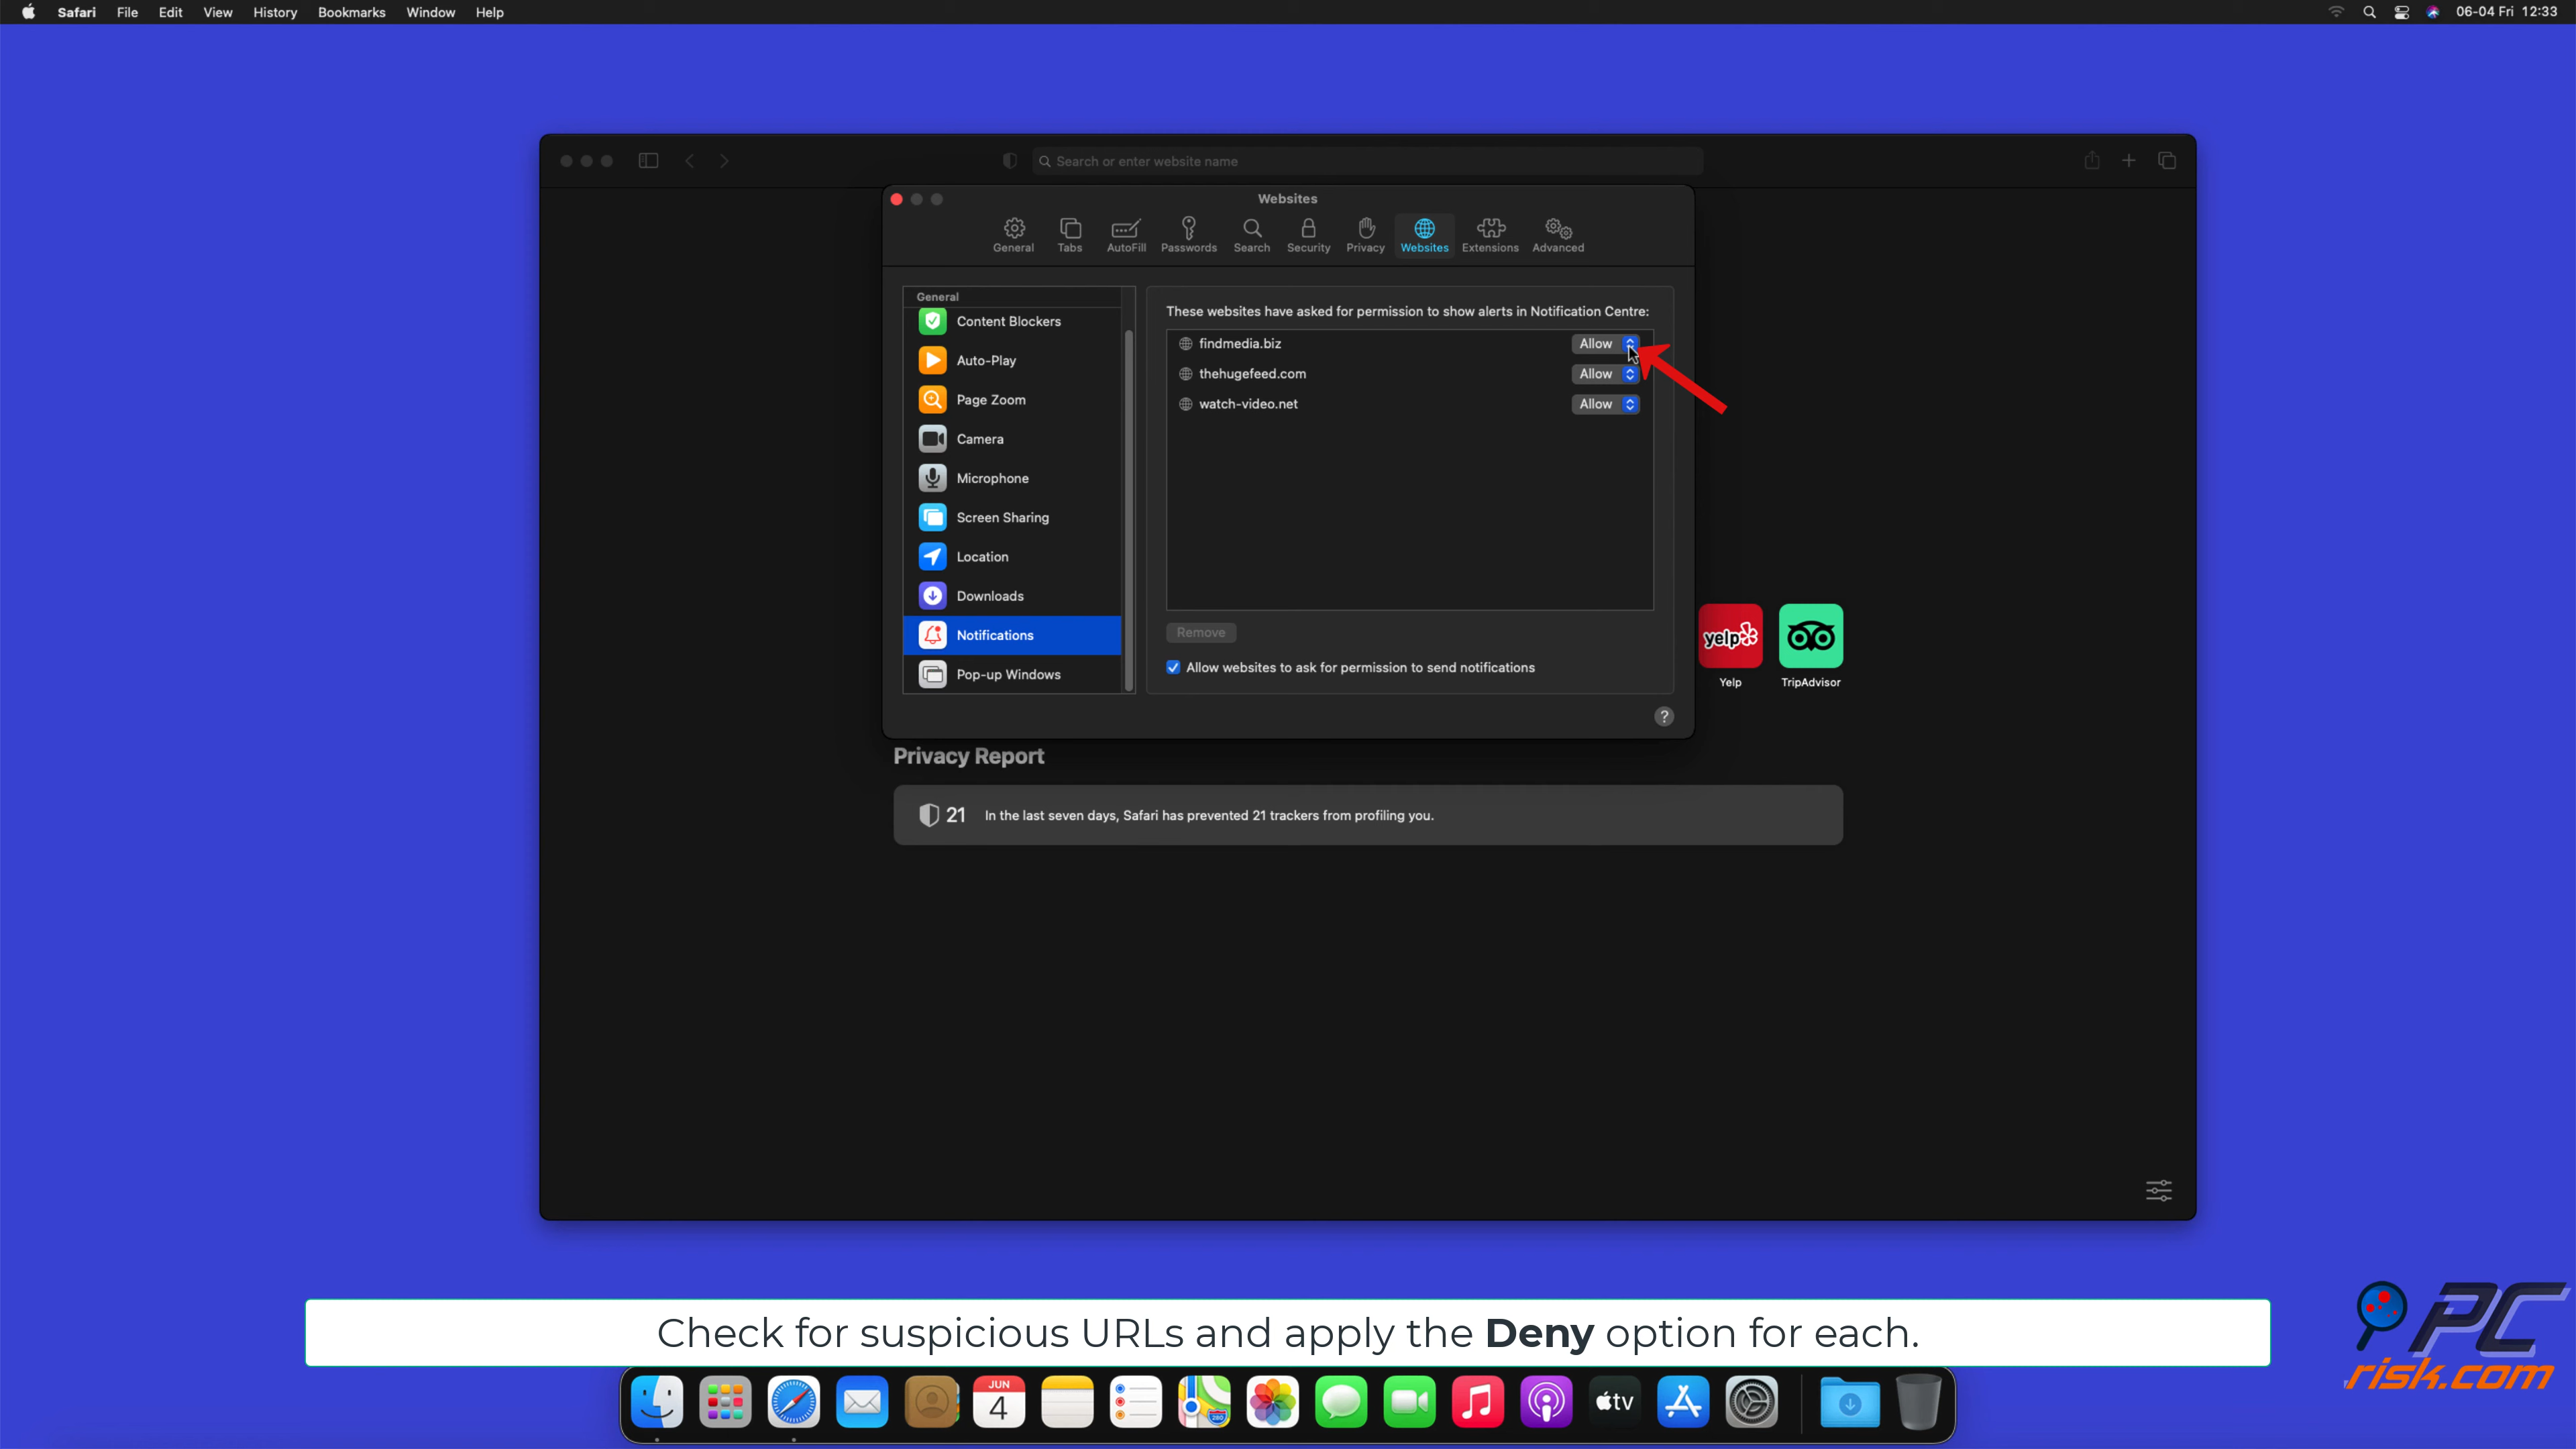 Safari File Edit View History Bookmarks Window Help 06-04 Fri 12:33
Search or enter website name
Websites
General Tabs AutoFill Passwords Search Security Privacy Websites Extensions Advanced
General
Content Blockers
Auto-Play
Page Zoom
Camera
Microphone
Screen Sharing
Location
Downloads
Notifications
Pop-up Windows
These websites have asked for permission to show alerts in Notification Centre:
findmedia.biz Allow
thehugefeed.com Allow
watch-video.net Allow
Remove
Allow websites to ask for permission to send notifications
?
yelp
Yelp TripAdvisor
Privacy Report
21 In the last seven days, Safari has prevented 21 trackers from profiling you.
Check for suspicious URLs and apply the Deny option for each.
PC
risk.com
JUN
4
280
tv